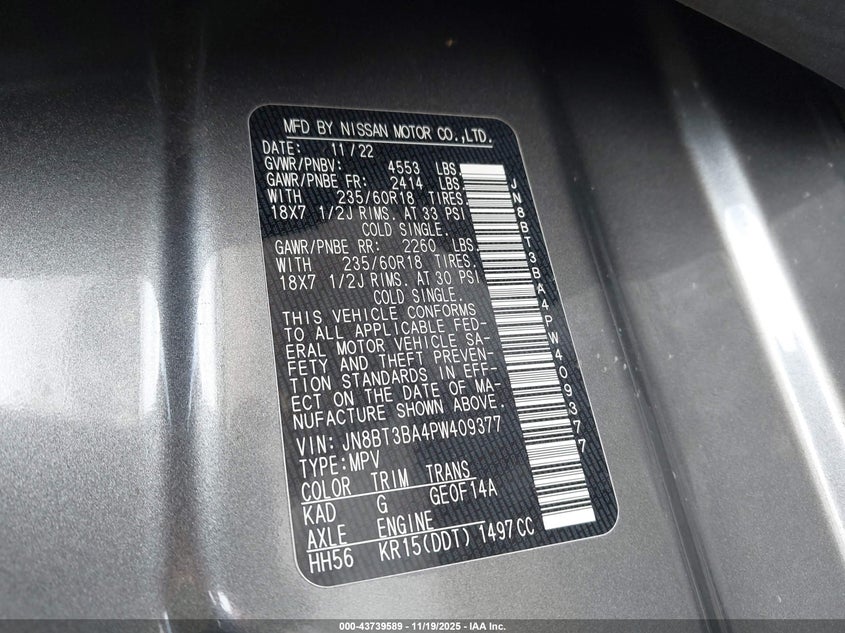 MFD BY NISSAN MOTOR CO.,LTD.
DATE: 11/22
GVWR/PNBV: 4553 LBS.
GAWR/PNBE FR: 2414 LBS.
WITH 235/60R18 TIRES.
18X7 1/2J RIMS. AT 33 PSI
COLD SINGLE.
GAWR/PNBE RR: 2260 LBS.
WITH 235/60R18 TIRES.
18X7 1/2J RIMS. AT 30 PSI
COLD SINGLE.
THIS VEHICLE CONFORMS
TO ALL APPLICABLE FED-
ERAL MOTOR VEHICLE SA-
FETY AND THEFT PREVEN-
TION STANDARDS IN EFF-
ECT ON THE DATE OF MA-
NUFACTURE SHOWN ABOVE.
VIN: JN8BT3BA4PW409377
TYPE: MPV
COLOR TRIM TRANS
KAD G GEOF14A
AXLE ENGINE
HH56 KR15(DDT) 1497CC
JN8BT3BA4PW409377
000-43739589 - 11/19/2025 - IAA Inc.